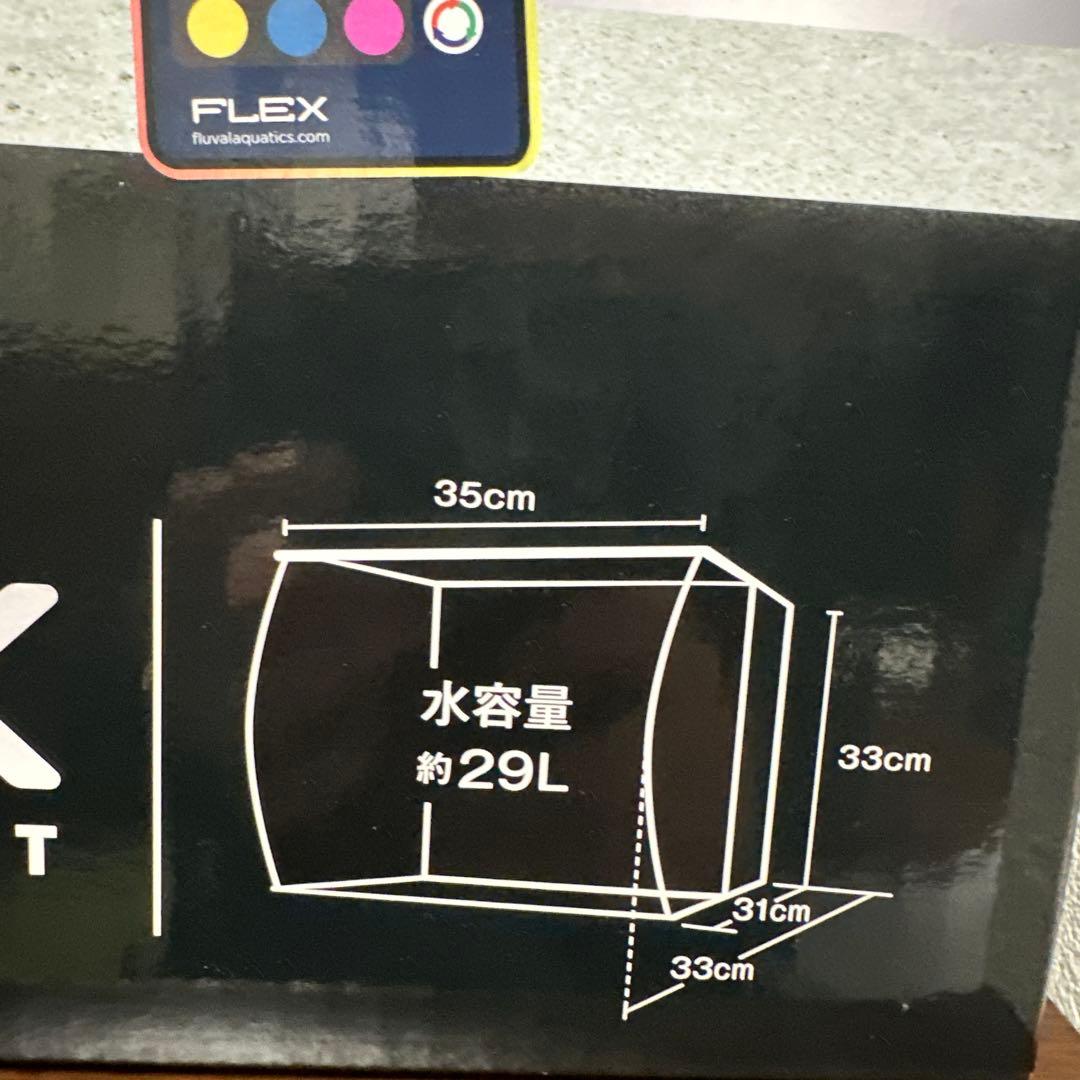 FLEX
fluvalaquatics.com
35cm
水容量
約29L
33cm
31cm
33cm
X
T